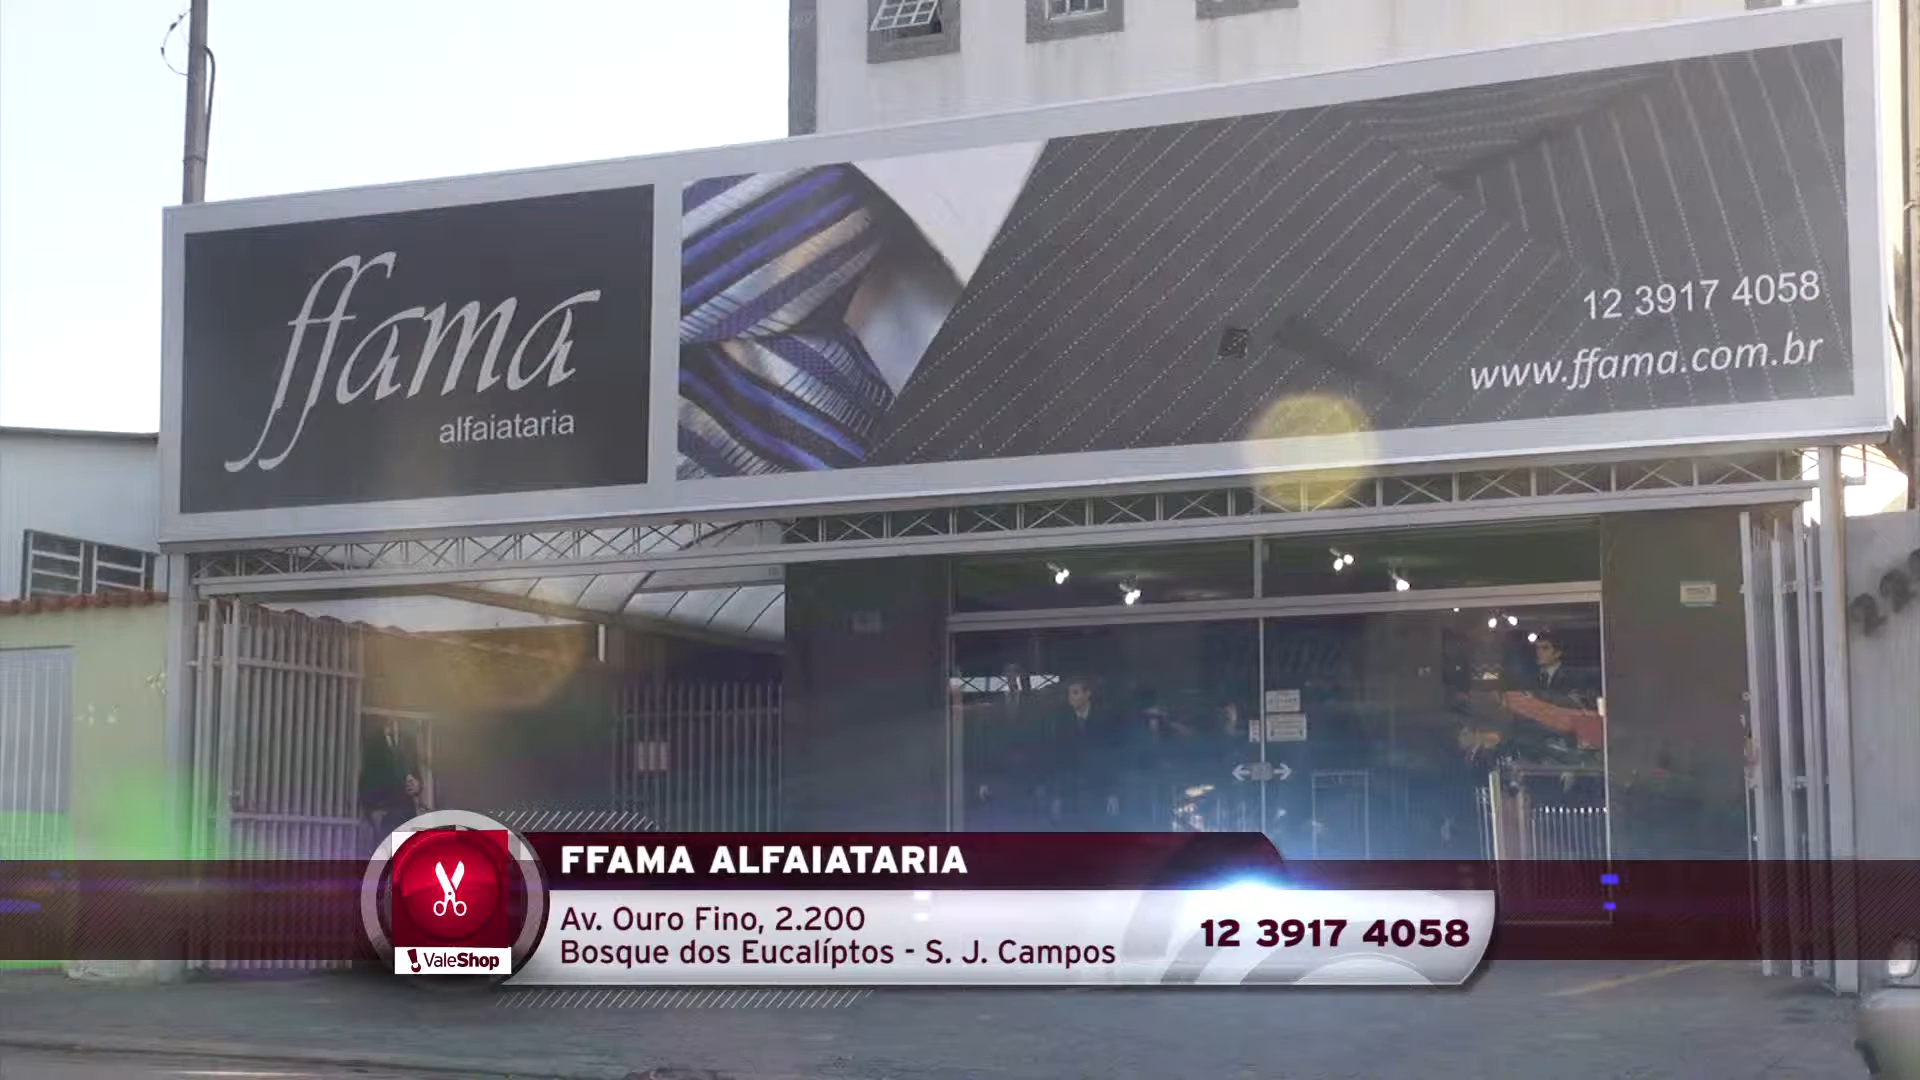 ffama
alfaiataria
12 3917 4058
www.ffama.com.br
FFAMA ALFAIATARIA
Av. Ouro Fino, 2.200
Bosque dos Eucalíptos - S. J. Campos
12 3917 4058
ValeShop